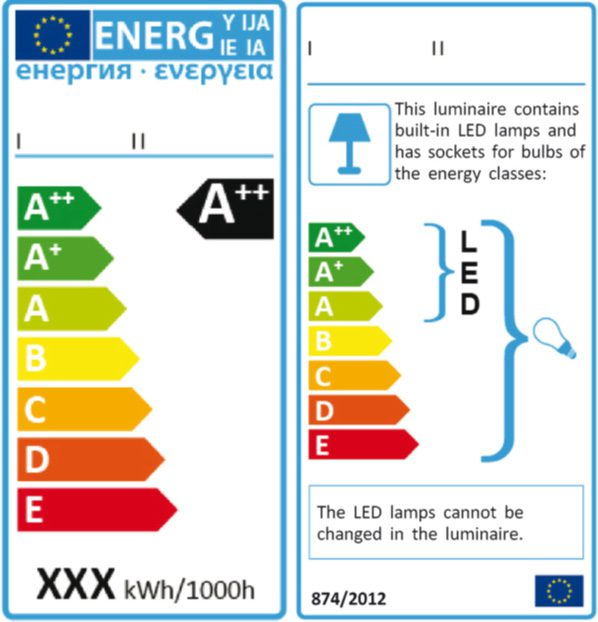 ENERG Y IJA
IE IA
енергия · ενεργεια
I II
A++ A++
A+
A
B
C
D
E
XXX kWh/1000h
I II
This luminaire contains
built-in LED lamps and
has sockets for bulbs of
the energy classes:
A++
A+
A
B
C
D
E
L
E
D
The LED lamps cannot be
changed in the luminaire.
874/2012